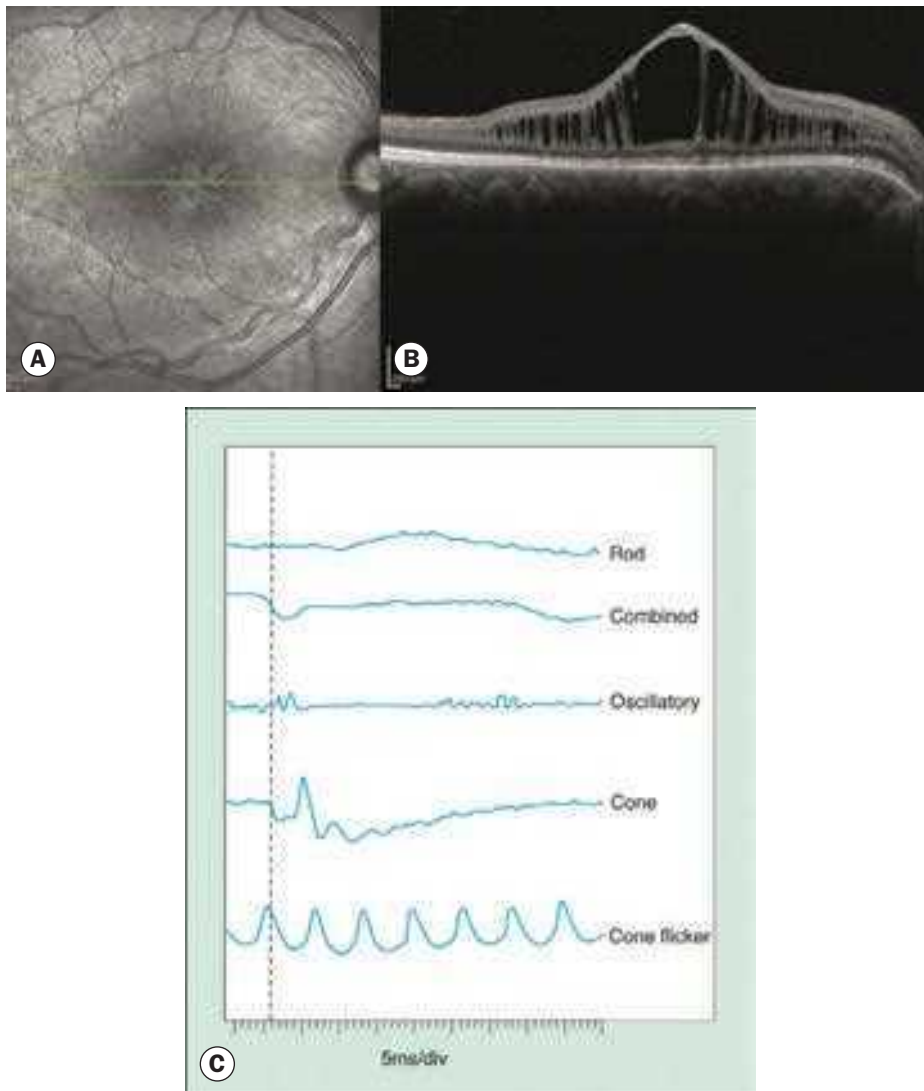 A
B
Rod
Combined
Oscillatory
Cone
Cone flicker
5ms/div
C